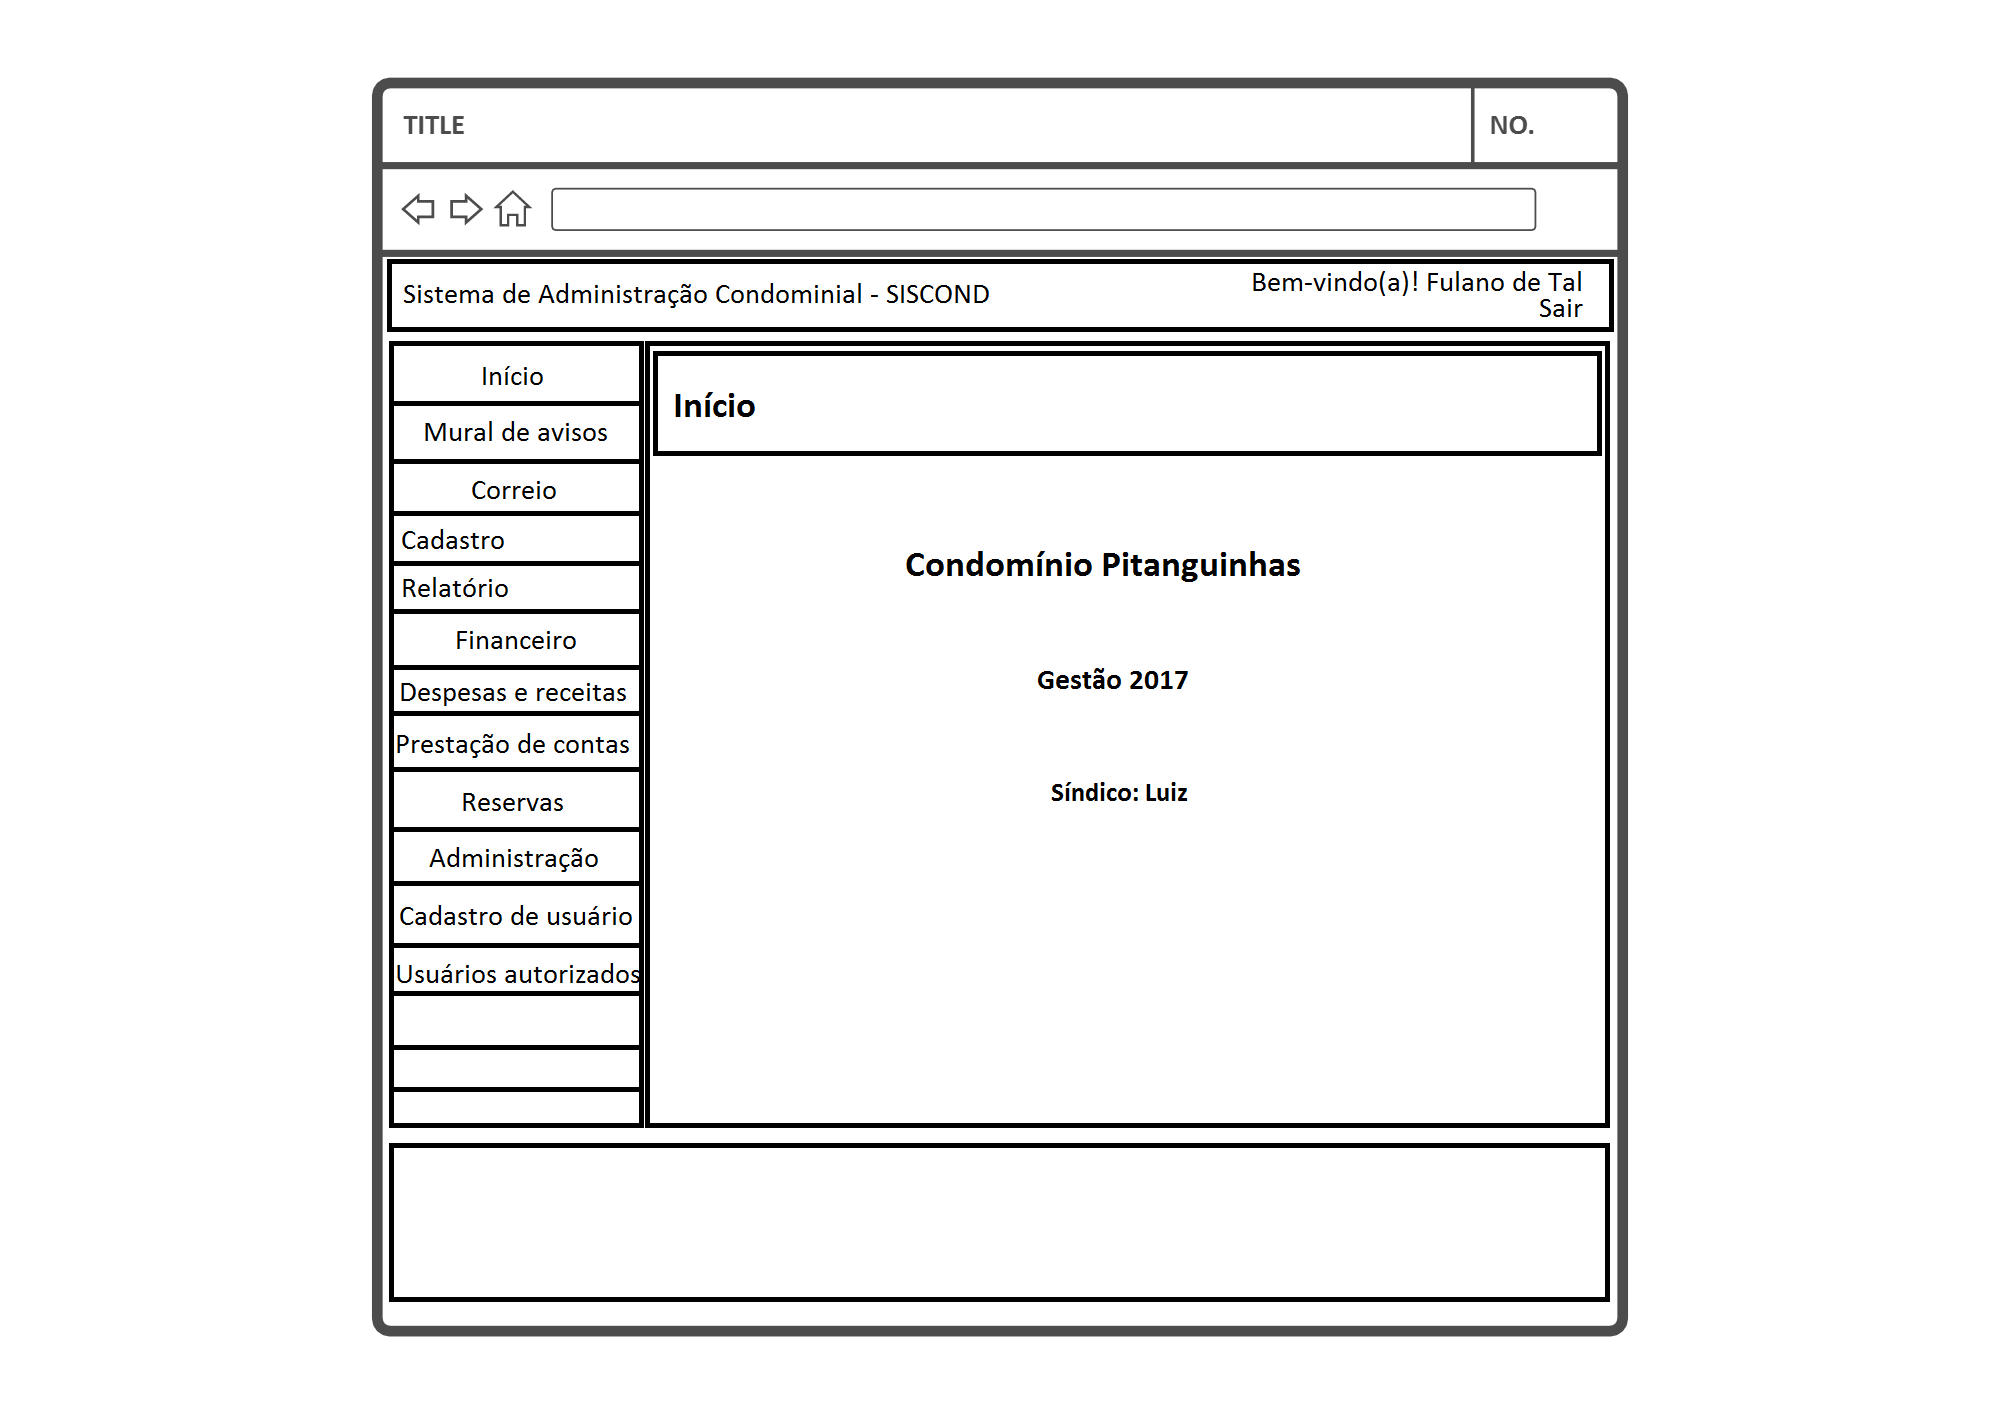 TITLE
NO.
Sistema de Administração Condominial - SISCOND
Bem-vindo(a)! Fulano de Tal
Sair
Início
Mural de avisos
Correio
Cadastro
Relatório
Financeiro
Despesas e receitas
Prestação de contas
Reservas
Administração
Cadastro de usuário
Usuários autorizados
Início
Condomínio Pitanguinhas
Gestão 2017
Síndico: Luiz